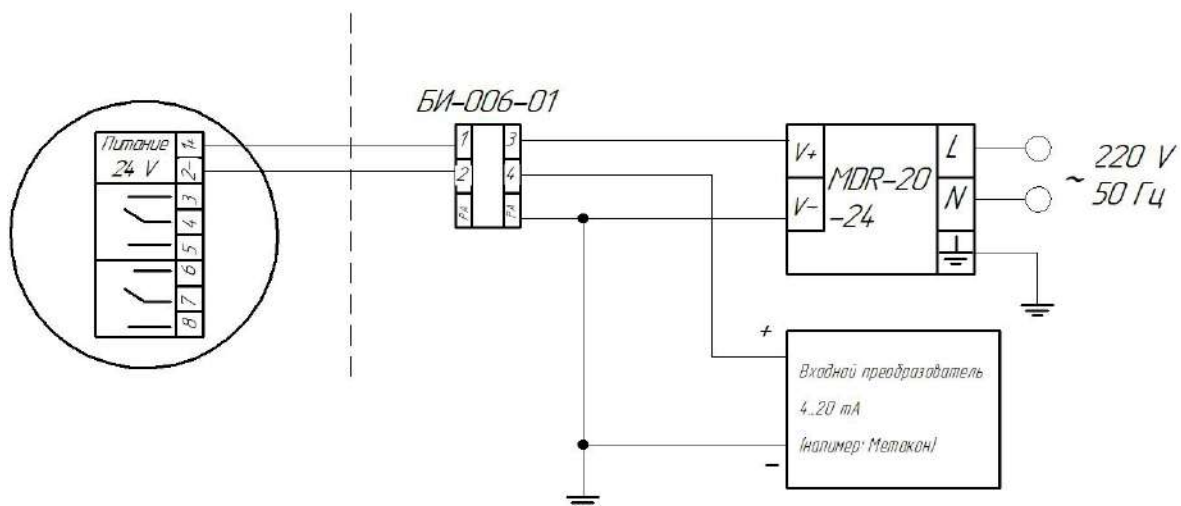 БИ-006-01
Питание
24 V
1+
2-
3
4
5
6
7
8
1
2
PA
3
4
PA
V+
V-
MDR-20
-24
L
N
~ 220 V
50 Гц
+
-
Входной преобразователь
4..20 mA
(напимер: Метакон)